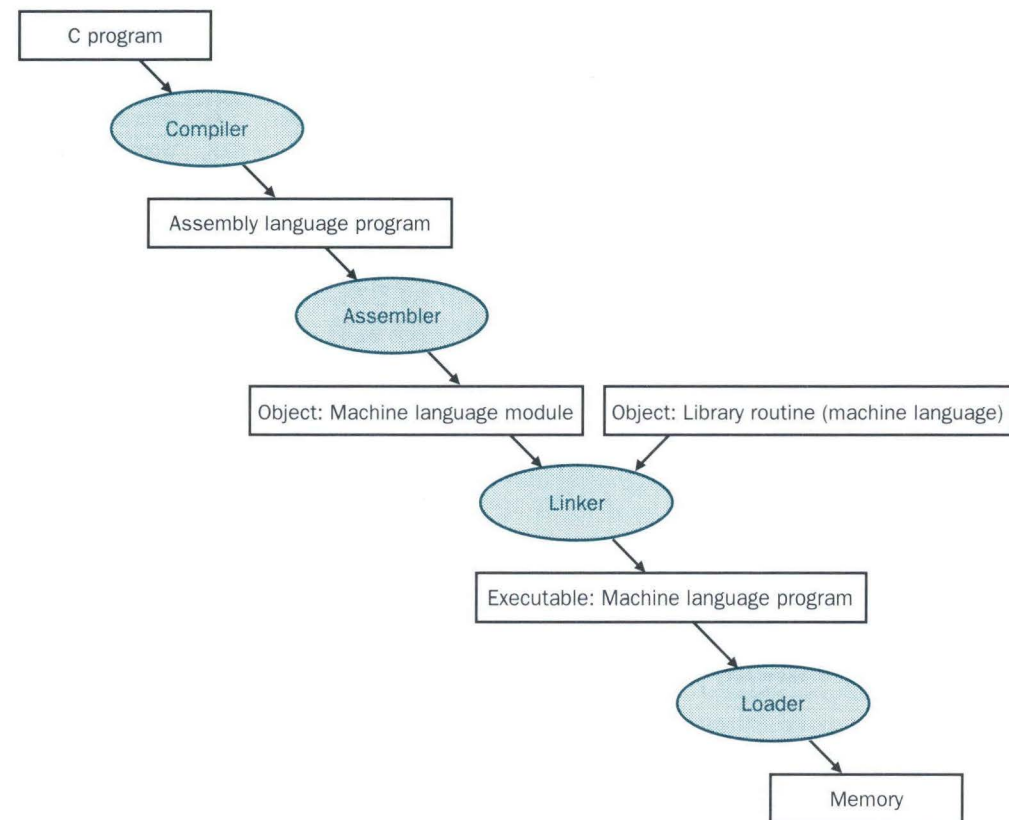 C program
Compiler
Assembly language program
Assembler
Object: Machine language module
Object: Library routine (machine language)
Linker
Executable: Machine language program
Loader
Memory